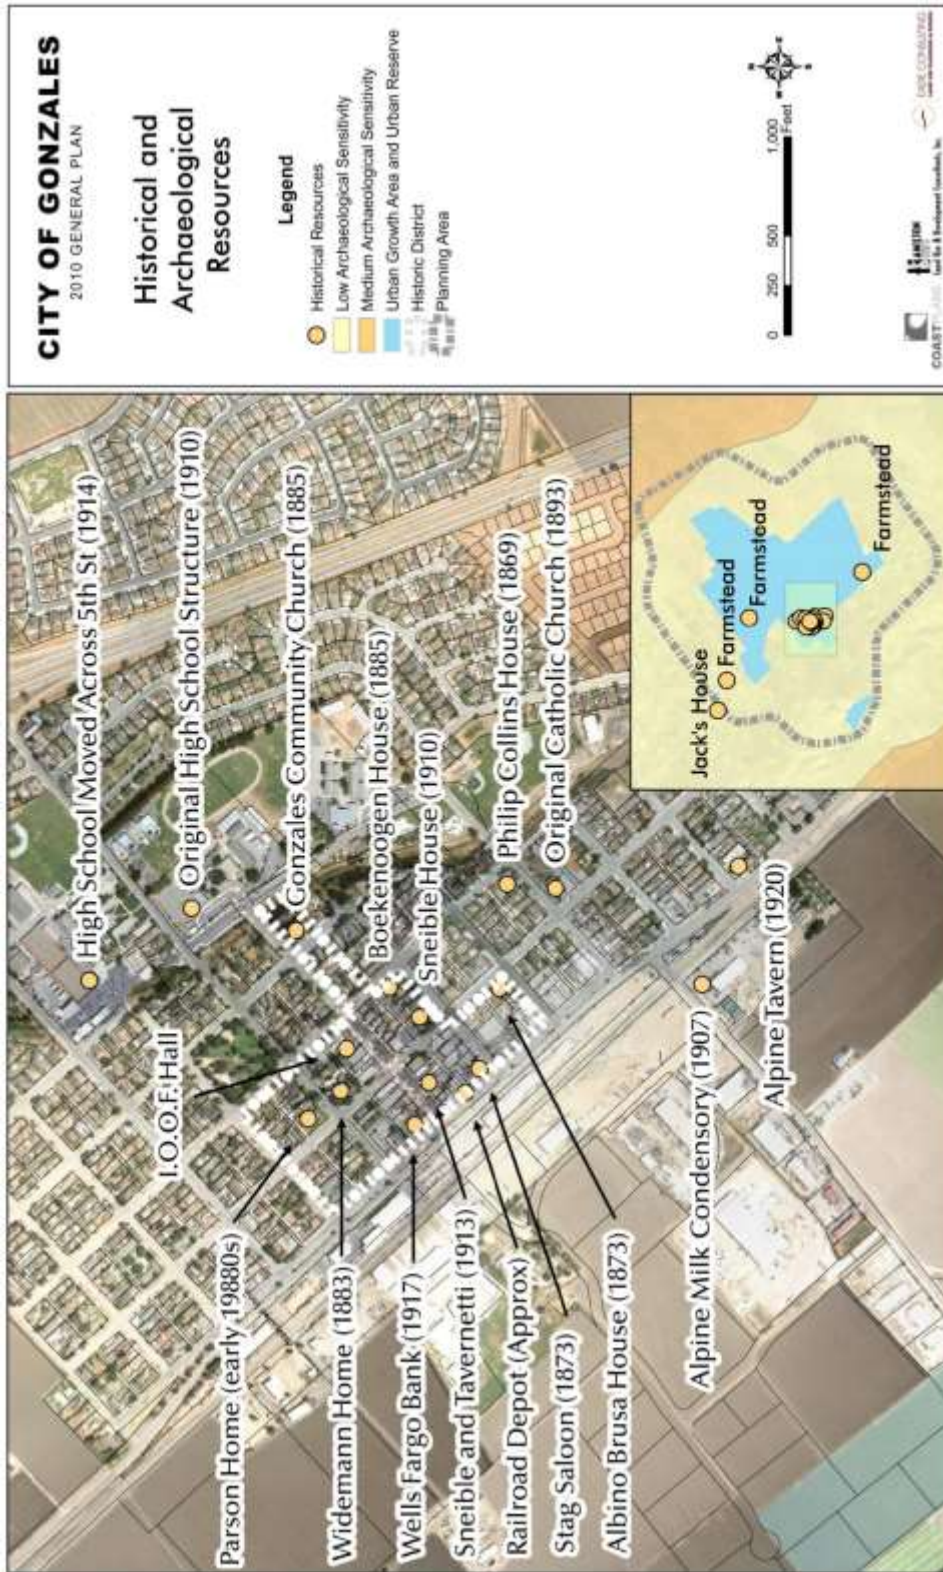 CITY OF GONZALES
2010 GENERAL PLAN
Historical and
Archaeological
Resources
Legend
Historical Resources
Low Archaeological Sensitivity
Medium Archaeological Sensitivity
Urban Growth Area and Urban Reserve
Historic District
Planning Area
0
250
500
1,000
Feet
N
E
S
W
COASTPLANS
High School Moved Across 5th St (1914)
Original High School Structure (1910)
Gonzales Community Church (1885)
Boekenoogen House (1885)
Sneible House (1910)
Philip Collins House (1869)
Original Catholic Church (1893)
I.O.O.F. Hall
Parson Home (early 19880s)
Widemann Home (1883)
Wells Fargo Bank (1917)
Sneible and Tavernetti (1913)
Railroad Depot (Approx)
Stag Saloon (1873)
Albino Brusa House (1873)
Alpine Milk Condensory (1907)
Alpine Tavern (1920)
Jack's House
Farmstead
Farmstead
Farmstead